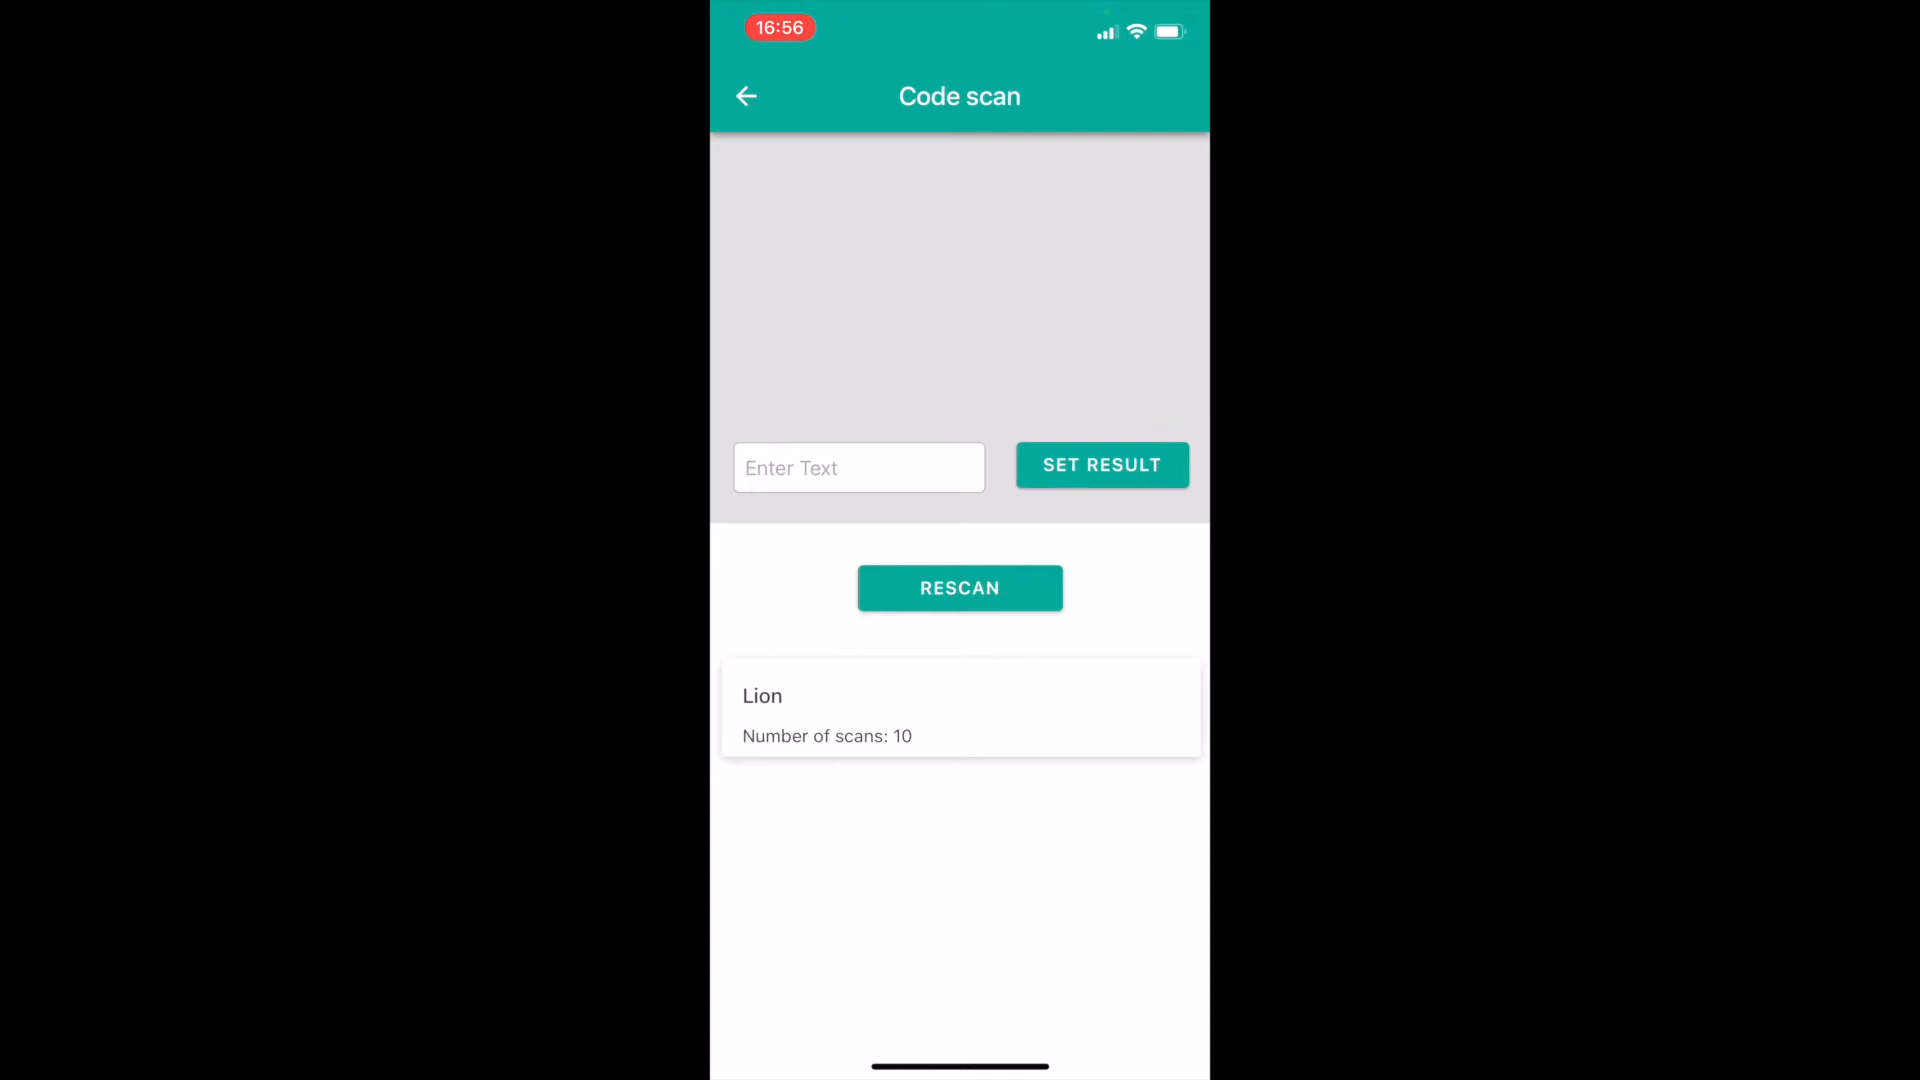 16:56
Code scan
Enter Text
SET RESULT
RESCAN
Lion
Number of scans: 10